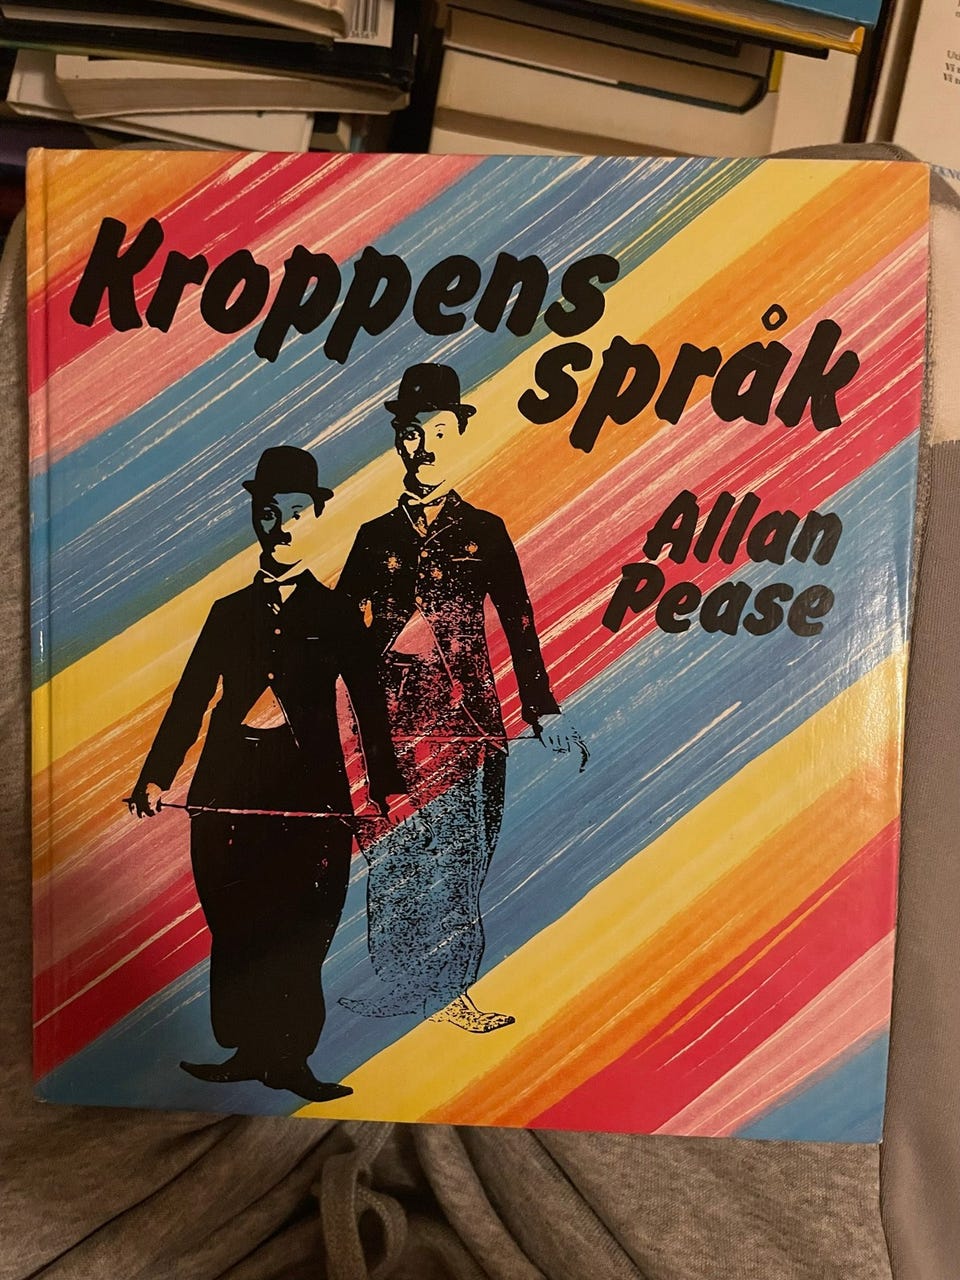 Kroppens
språk
Allan
Pease